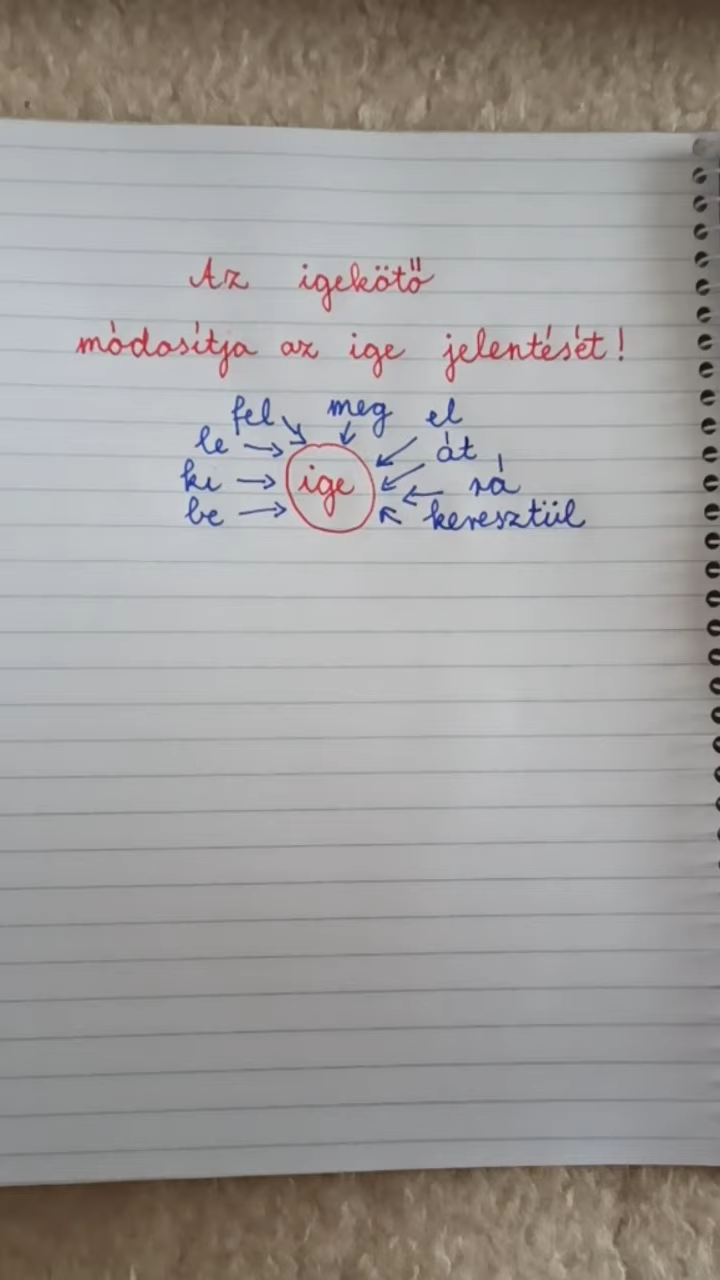 Az igekötő
módosítja az ige jelentését!
fel meg el
le át
ki ige rá
be keresztül